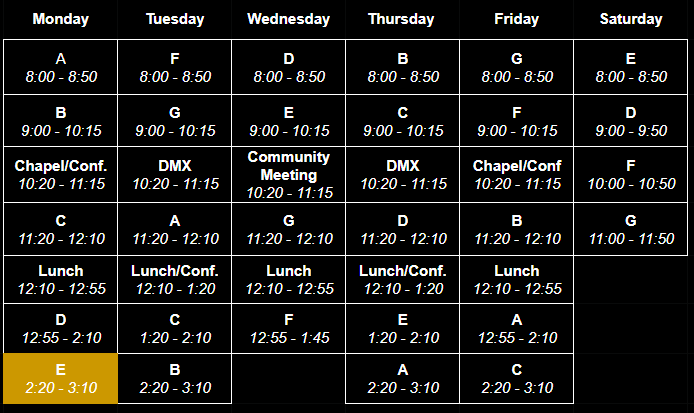 Monday Tuesday Wednesday Thursday Friday Saturday
A F D B G E
8:00 - 8:50 8:00 - 8:50 8:00 - 8:50 8:00 - 8:50 8:00 - 8:50 8:00 - 8:50
B G E C F D
9:00 - 10:15 9:00 - 10:15 9:00 - 10:15 9:00 - 10:15 9:00 - 10:15 9:00 - 9:50
Chapel/Conf. DMX Community Meeting DMX Chapel/Conf F
10:20 - 11:15 10:20 - 11:15 10:20 - 11:15 10:20 - 11:15 10:20 - 11:15 10:00 - 10:50
C A G D B G
11:20 - 12:10 11:20 - 12:10 11:20 - 12:10 11:20 - 12:10 11:20 - 12:10 11:00 - 11:50
Lunch Lunch/Conf. Lunch Lunch/Conf. Lunch
12:10 - 12:55 12:10 - 1:20 12:10 - 12:55 12:10 - 1:20 12:10 - 12:55
D C F E A
12:55 - 2:10 1:20 - 2:10 12:55 - 1:45 1:20 - 2:10 12:55 - 2:10
E B A C
2:20 - 3:10 2:20 - 3:10 2:20 - 3:10 2:20 - 3:10